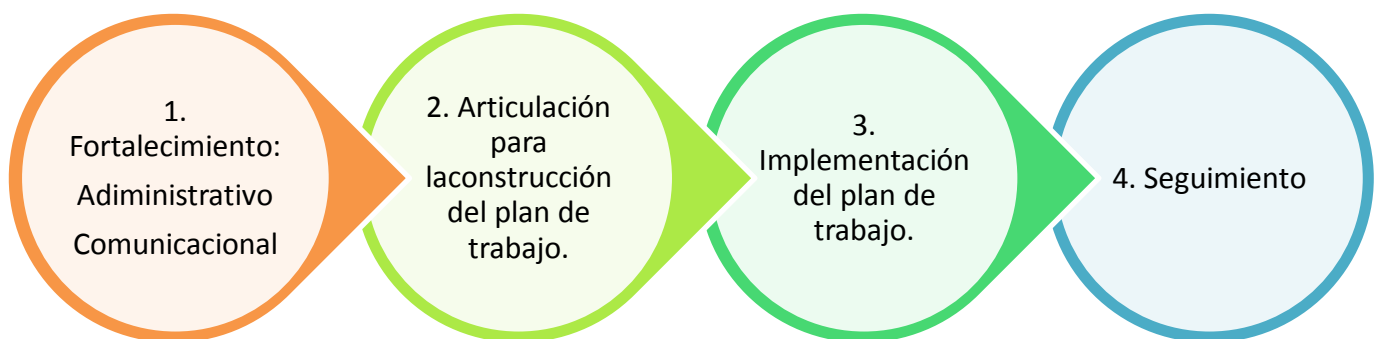 1.
Fortalecimiento:
Adiministrativo
Comunicacional
2. Articulación
para
laconstrucción
del plan de
trabajo.
3.
Implementación
del plan de
trabajo.
4. Seguimiento